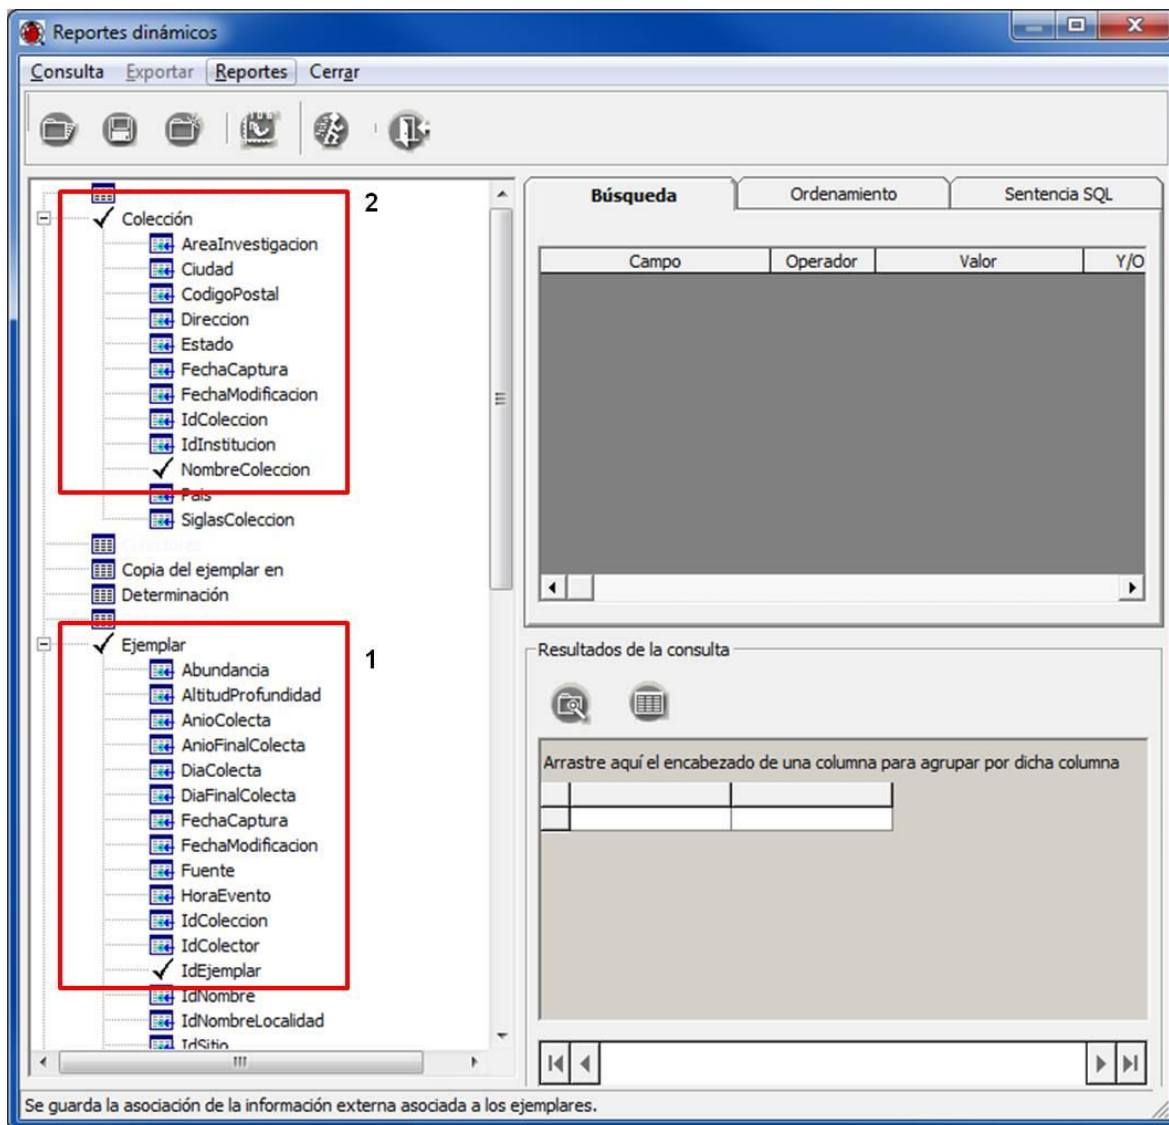 Reportes dinámicos
Consulta Exportar Reportes Cerrar
2
Colección
AreaInvestigacion
Ciudad
CodigoPostal
Direccion
Estado
FechaCaptura
FechaModificacion
IdColeccion
IdInstitucion
NombreColeccion
Pais
SiglasColeccion
Copia del ejemplar en
Determinación
1
Ejemplar
Abundancia
AltitudProfundidad
AnioColecta
AnioFinalColecta
DiaColecta
DiaFinalColecta
FechaCaptura
FechaModificacion
Fuente
HoraEvento
IdColeccion
IdColector
IdEjemplar
IdNombre
IdNombreLocalidad
IdSitio
Búsqueda Ordenamiento Sentencia SQL
Campo Operador Valor Y/O
Resultados de la consulta
Arrastre aquí el encabezado de una columna para agrupar por dicha columna
Se guarda la asociación de la información externa asociada a los ejemplares.